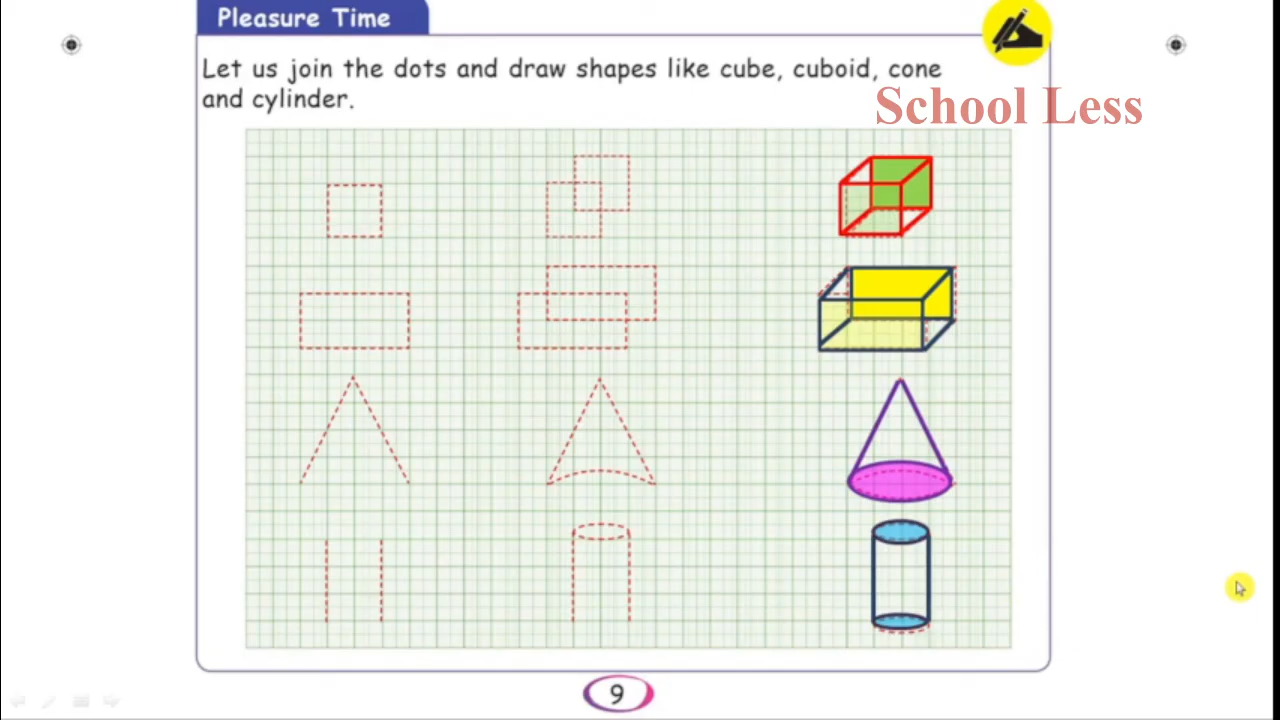 Pleasure Time
Let us join the dots and draw shapes like cube, cuboid, cone
and cylinder.
School Less
9